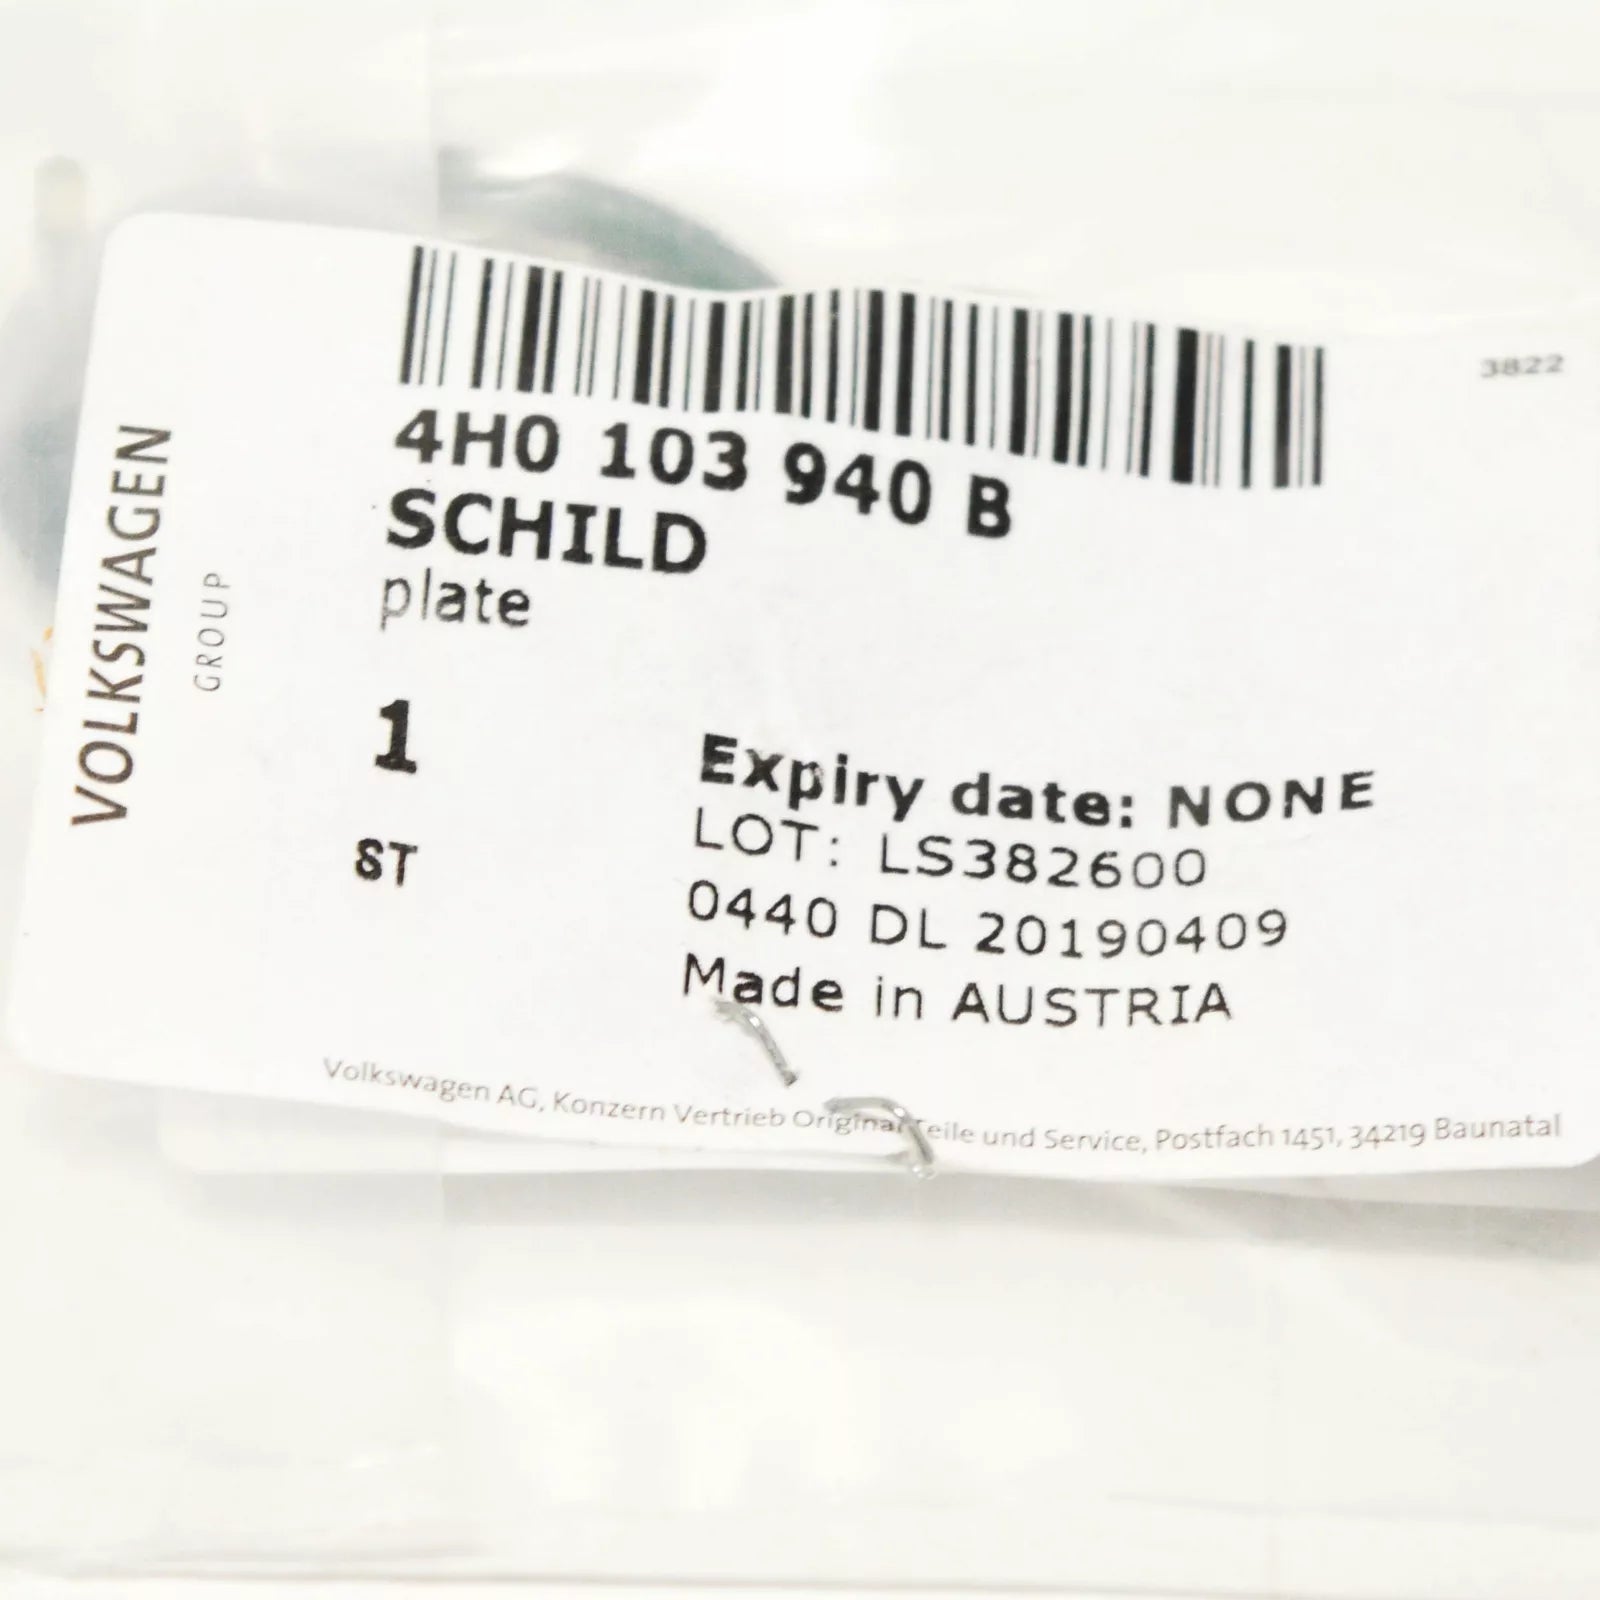 3822
VOLKSWAGEN
GROUP
4H0 103 940 B
SCHILD
plate
1
ST
Expiry date: NONE
LOT: LS382600
0440 DL 20190409
Made in AUSTRIA
Volkswagen AG, Konzern Vertrieb Original Teile und Service, Postfach 1451, 34219 Baunatal